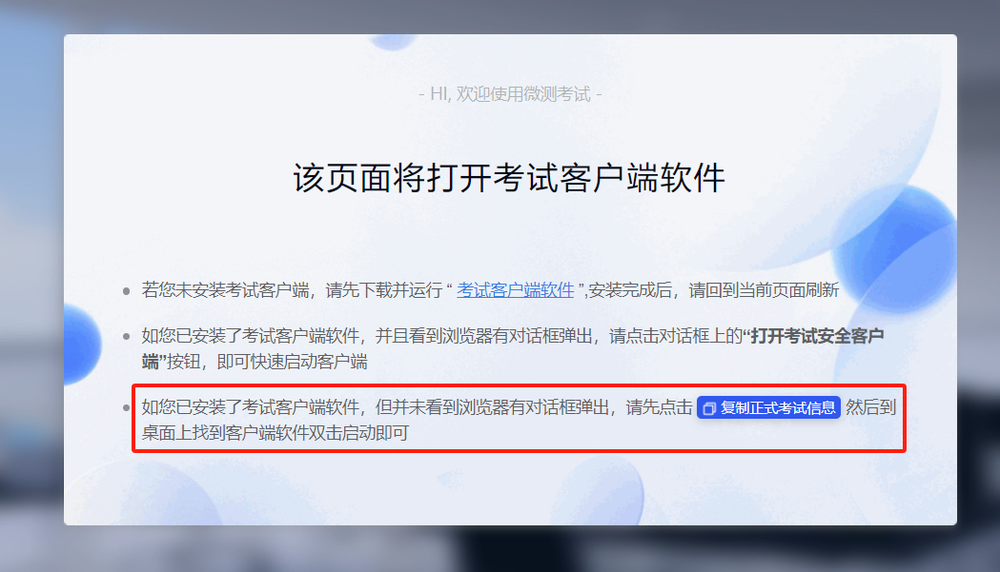 - HI, 欢迎使用微测考试 -
该页面将打开考试客户端软件
若您未安装考试客户端，请先下载并运行 “ 考试客户端软件 ”,安装完成后，请回到当前页面刷新
如您已安装了考试客户端软件，并且看到浏览器有对话框弹出，请点击对话框上的“打开考试安全客户
端”按钮，即可快速启动客户端
如您已安装了考试客户端软件，但并未看到浏览器有对话框弹出，请先点击 复制正式考试信息 然后到
桌面上找到客户端软件双击启动即可